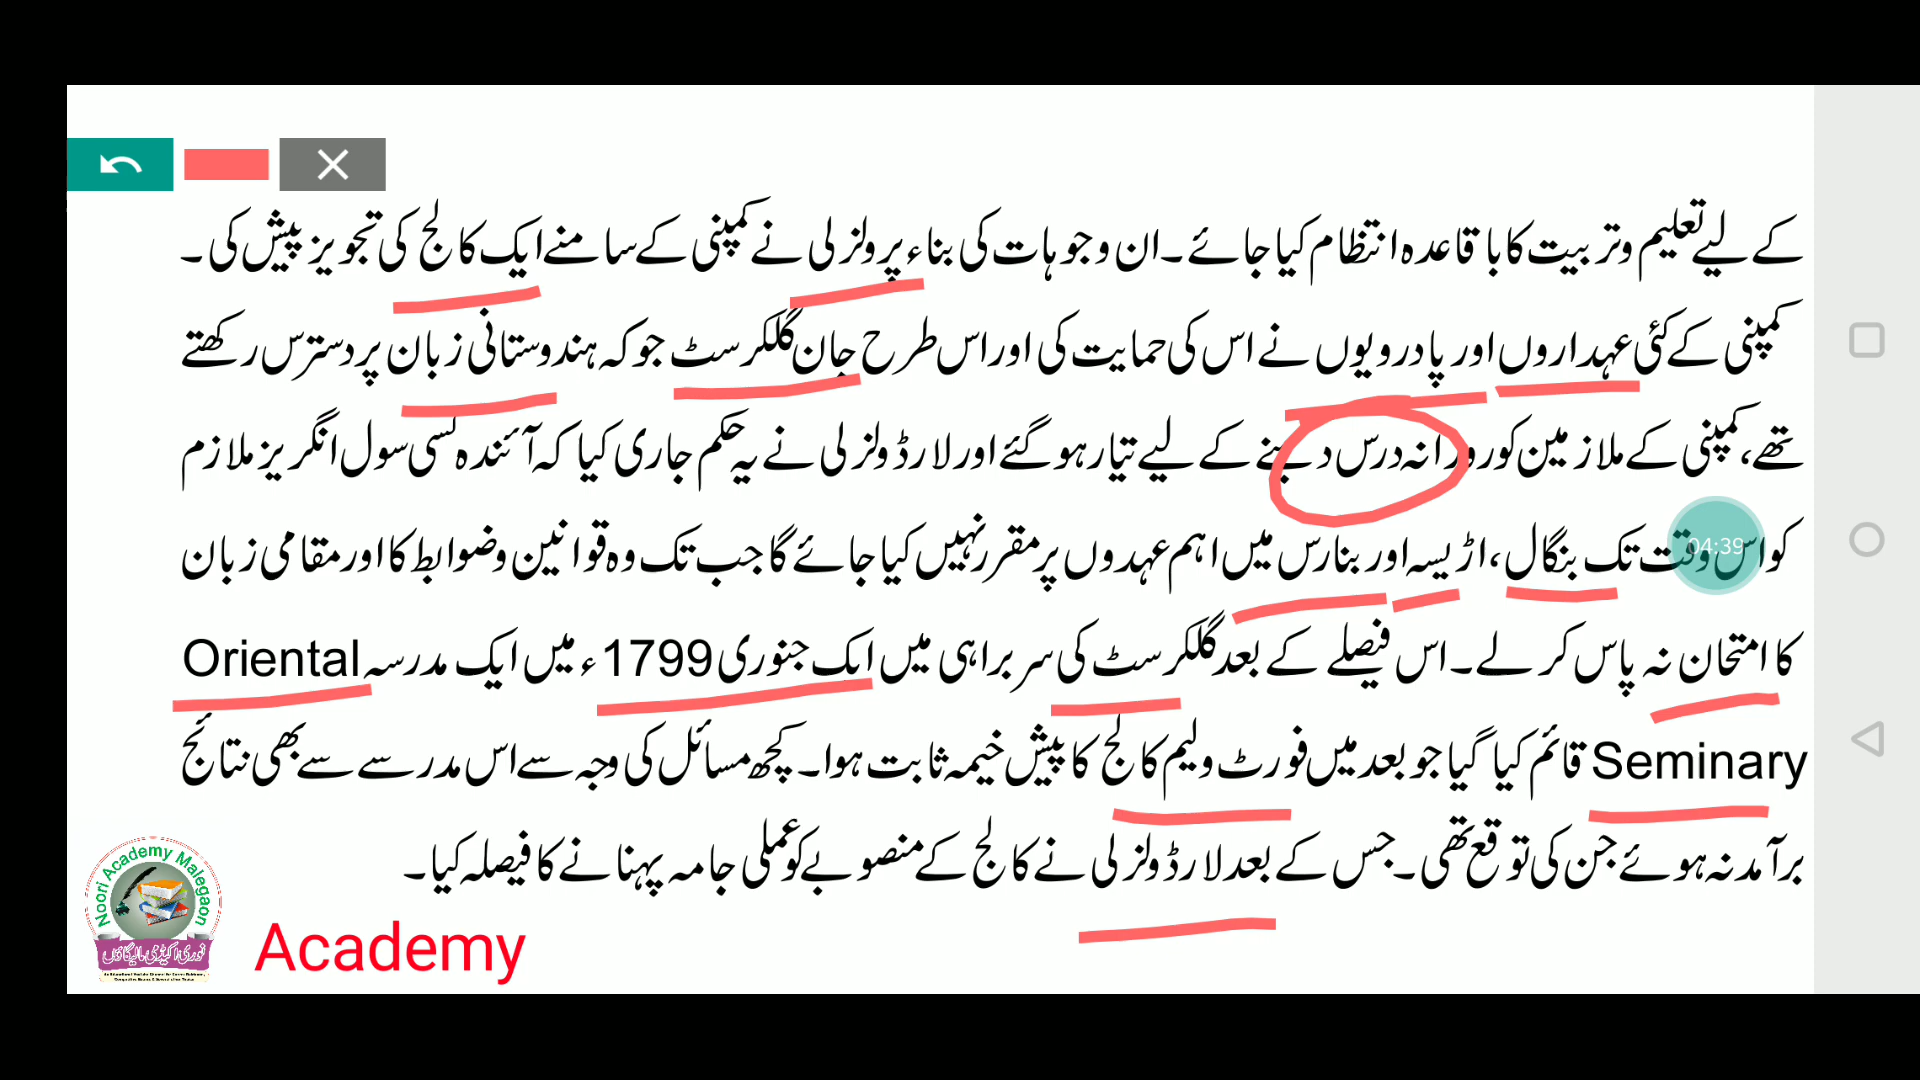 کے لیے تعلیم و تربیت کا باقاعدہ انتظام کیا جائے۔ ان وجوہات کی بناء پر ولزلی نے کمپنی کے سامنے ایک کالج کی تجویز پیش کی۔
کمپنی کے کئی عہداروں اور پادرویوں نے اس کی حمایت کی اور اس طرح جان گلکرسٹ جو کہ ہندوستانی زبان پر دسترس رکھتے
تھے، کمپنی کے ملازمین کو روزانہ درس دینے کے لیے تیار ہو گئے اور لارڈ ولزلی نے یہ حکم جاری کیا کہ آئندہ کسی سول انگریز ملازم
کو اس وقت تک بنگال، اڑیسہ اور بنارس میں اہم عہدوں پر مقرر نہیں کیا جائے گا جب تک وہ قوانین و ضوابط کا اور مقامی زبان
04:39
کا امتحان نہ پاس کر لے۔ اس فیصلے کے بعد گلکرسٹ کی سربراہی میں ایک جنوری 1799ء میں ایک مدرسہ Oriental
Seminary قائم کیا گیا جو بعد میں فورٹ ولیم کالج کا پیش خیمہ ثابت ہوا۔ کچھ مسائل کی وجہ سے اس مدرسے سے بھی نتائج
برآمد نہ ہوئے جن کی توقع تھی۔ جس کے بعد لارڈ ولزلی نے کالج کے منصوبے کو عملی جامہ پہنانے کا فیصلہ کیا۔
Noori Academy Malegaon
نوری اکیڈمی مالیگاؤں
Academy